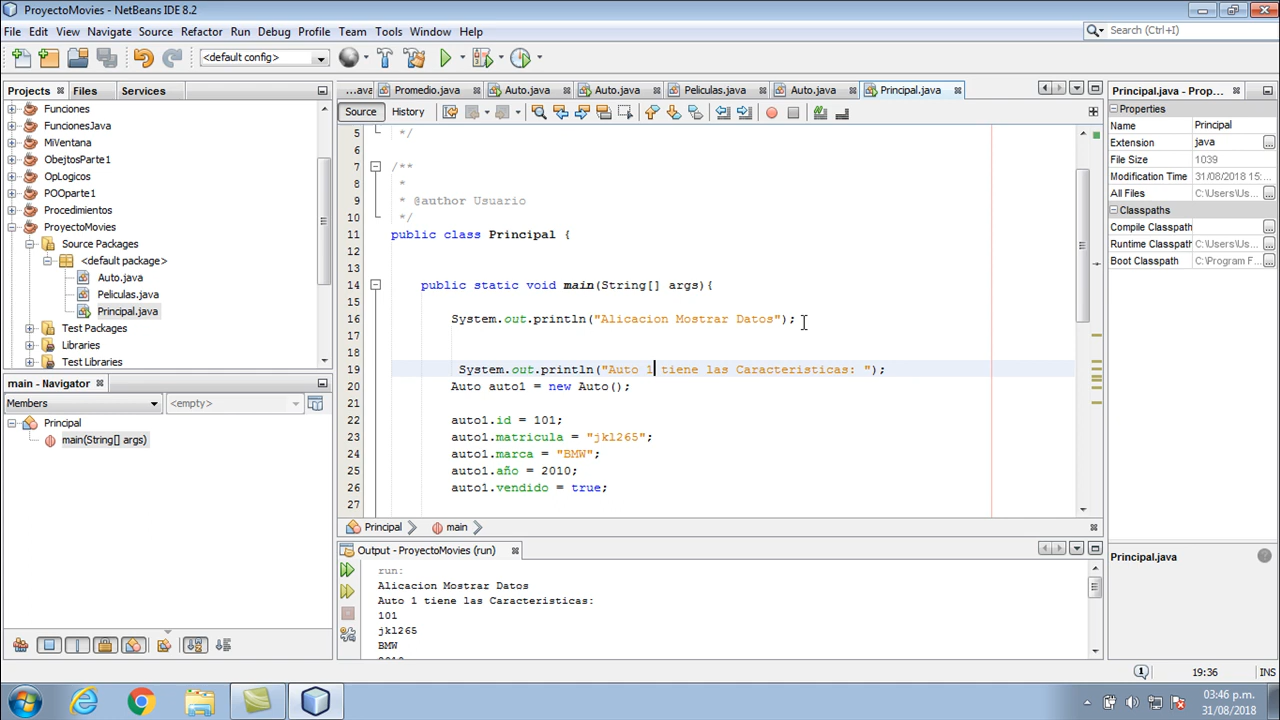 ProyectoMovies - NetBeans IDE 8.2
File Edit View Navigate Source Refactor Run Debug Profile Team Tools Window Help
Search (Ctrl+I)
<default config>
Projects Files Services
Funciones
FuncionesJava
MiVentana
ObejtosParte1
OpLogicos
POOparte1
Procedimientos
ProyectoMovies
Source Packages
<default package>
Auto.java
Peliculas.java
Principal.java
Test Packages
Libraries
Test Libraries
main - Navigator
Members <empty>
Principal
main(String[] args)
...ava Promedio.java Auto.java Auto.java Peliculas.java Auto.java Principal.java
Source History
5 */
6
7 /**
8 *
9 * @author Usuario
10 */
11 public class Principal {
12
13
14 public static void main(String[] args){
15
16 System.out.println("Alicacion Mostrar Datos");
17
18
19 System.out.println("Auto 1 tiene las Caracteristicas: ");
20 Auto auto1 = new Auto();
22 auto1.id = 101;
23 auto1.matricula = "jkl265";
24 auto1.marca = "BMW";
25 auto1.año = 2010;
26 auto1.vendido = true;
27
Principal main
Output - ProyectoMovies (run)
run:
Alicacion Mostrar Datos
Auto 1 tiene las Caracteristicas:
101
jkl265
BMW
2010
Principal.java - Prop...
Properties
Name Principal
Extension java
File Size 1039
Modification Time 31/08/2018 15:...
All Files C:\Users\Us...
Classpaths
Compile Classpath
Runtime Classpath C:\Users\Us...
Boot Classpath C:\Program F...
Principal.java
1 19:36 INS
03:46 p.m.
31/08/2018